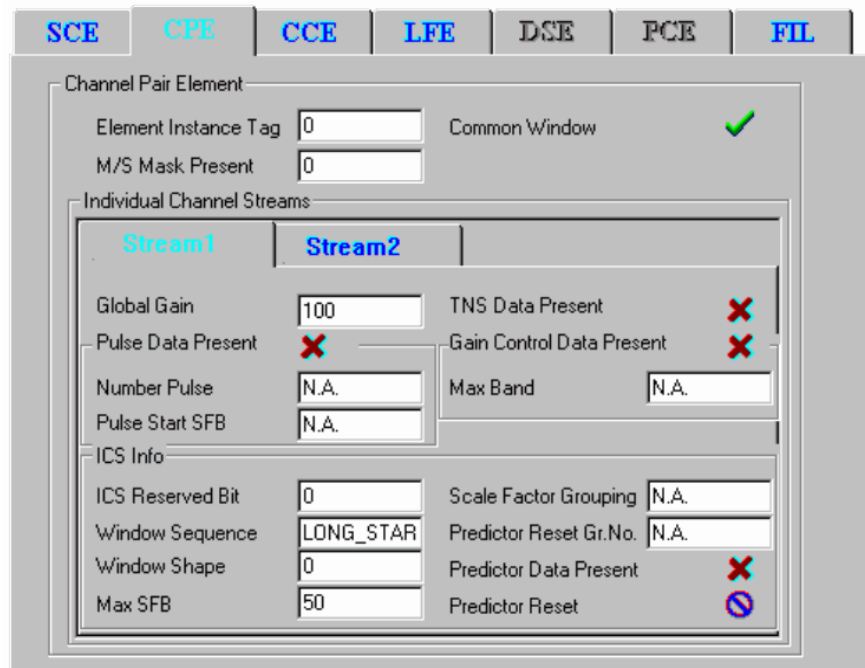 SCE CPE CCE LFE DSE PCE FIL
Channel Pair Element
Element Instance Tag 0 Common Window
M/S Mask Present 0
Individual Channel Streams
Stream1 Stream2
Global Gain 100 TNS Data Present
Pulse Data Present Gain Control Data Present
Number Pulse N.A. Max Band N.A.
Pulse Start SFB N.A.
ICS Info
ICS Reserved Bit 0 Scale Factor Grouping N.A.
Window Sequence LONG_STAR Predictor Reset Gr.No. N.A.
Window Shape 0 Predictor Data Present
Max SFB 50 Predictor Reset